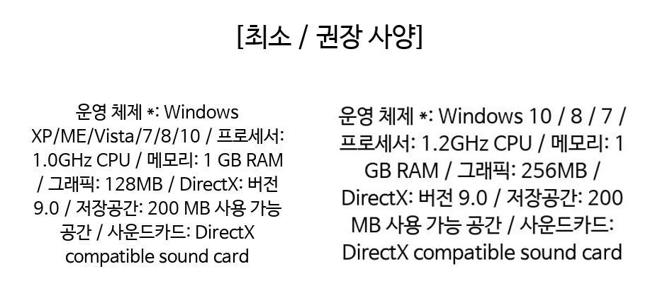 [최소 / 권장 사양]
운영 체제 *: Windows
XP/ME/Vista/7/8/10 / 프로세서:
1.0GHz CPU / 메모리: 1 GB RAM
/ 그래픽: 128MB / DirectX: 버전
9.0 / 저장공간: 200 MB 사용 가능
공간 / 사운드카드: DirectX
compatible sound card
운영 체제 *: Windows 10 / 8 / 7 /
프로세서: 1.2GHz CPU / 메모리: 1
GB RAM / 그래픽: 256MB /
DirectX: 버전 9.0 / 저장공간: 200
MB 사용 가능 공간 / 사운드카드:
DirectX compatible sound card